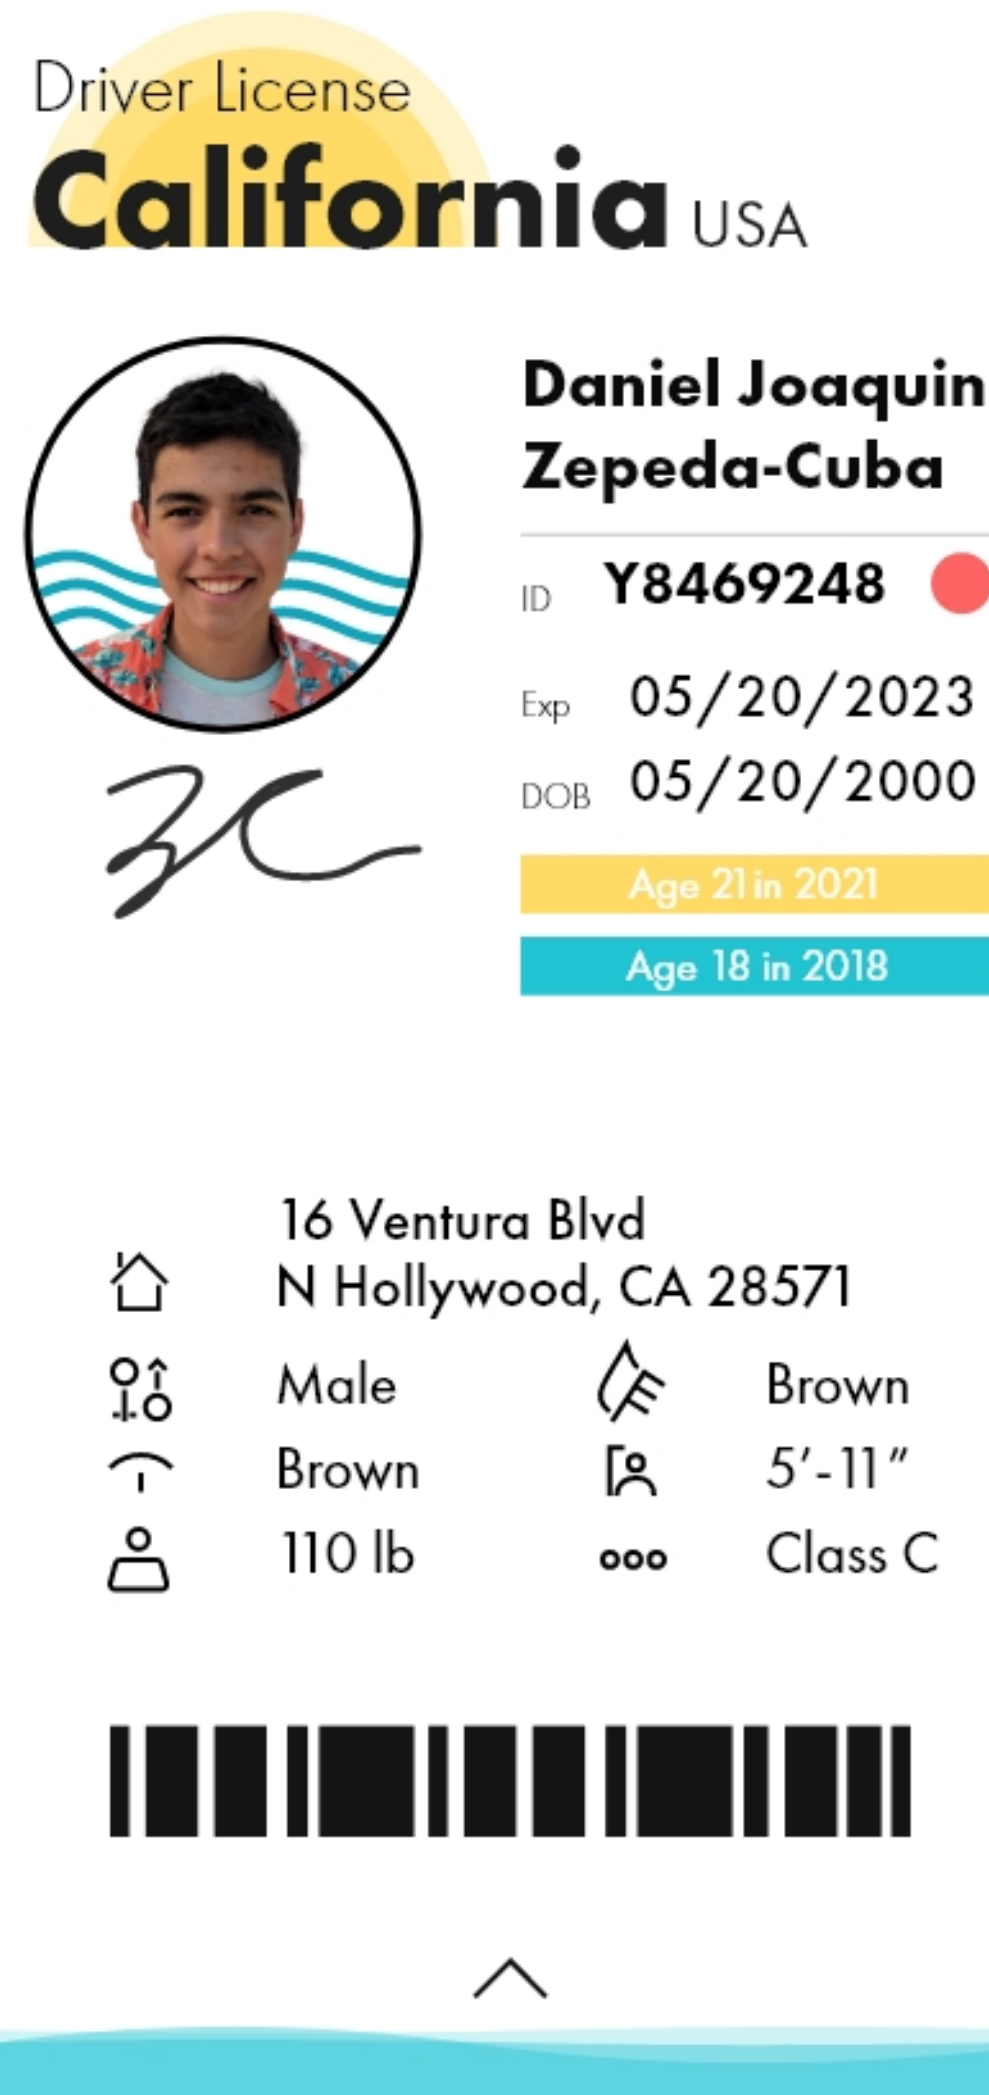 Driver License
California USA
Daniel Joaquin
Zepeda-Cuba
ID Y8469248
Exp 05/20/2023
DOB 05/20/2000
Age 21 in 2021
Age 18 in 2018
16 Ventura Blvd
N Hollywood, CA 28571
Male Brown
Brown 5'-11"
110 lb Class C